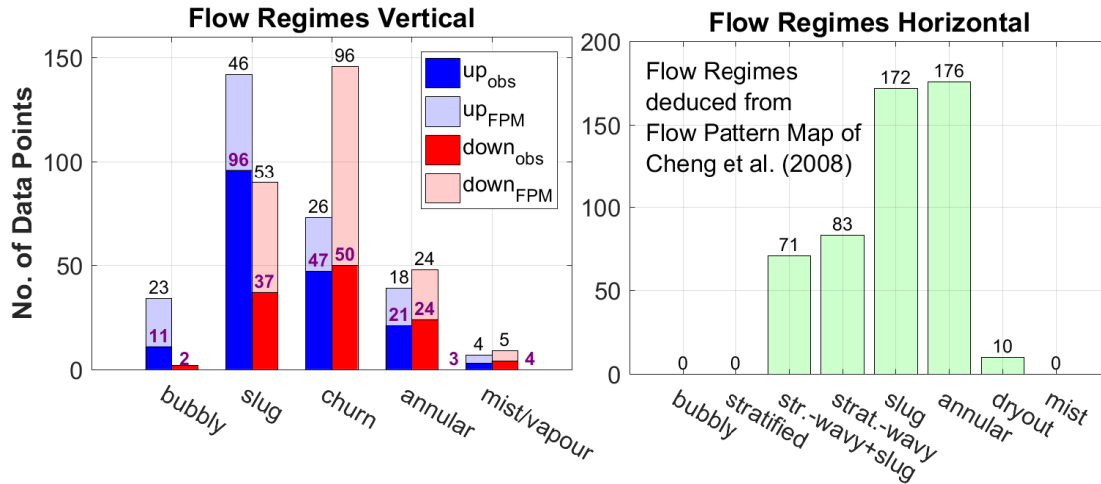 Flow Regimes Vertical
No. of Data Points
150
100
50
0
46
96
23
11
2
53
37
26
47
96
50
18
21
24
24
3
4
5
4
up_obs
up_FPM
down_obs
down_FPM
bubbly
slug
churn
annular
mist/vapour
Flow Regimes Horizontal
200
150
100
50
0
Flow Regimes
deduced from
Flow Pattern Map of
Cheng et al. (2008)
0
0
71
83
172
176
10
0
bubbly
stratified
str.-wavy+slug
strat.-wavy
slug
annular
dryout
mist